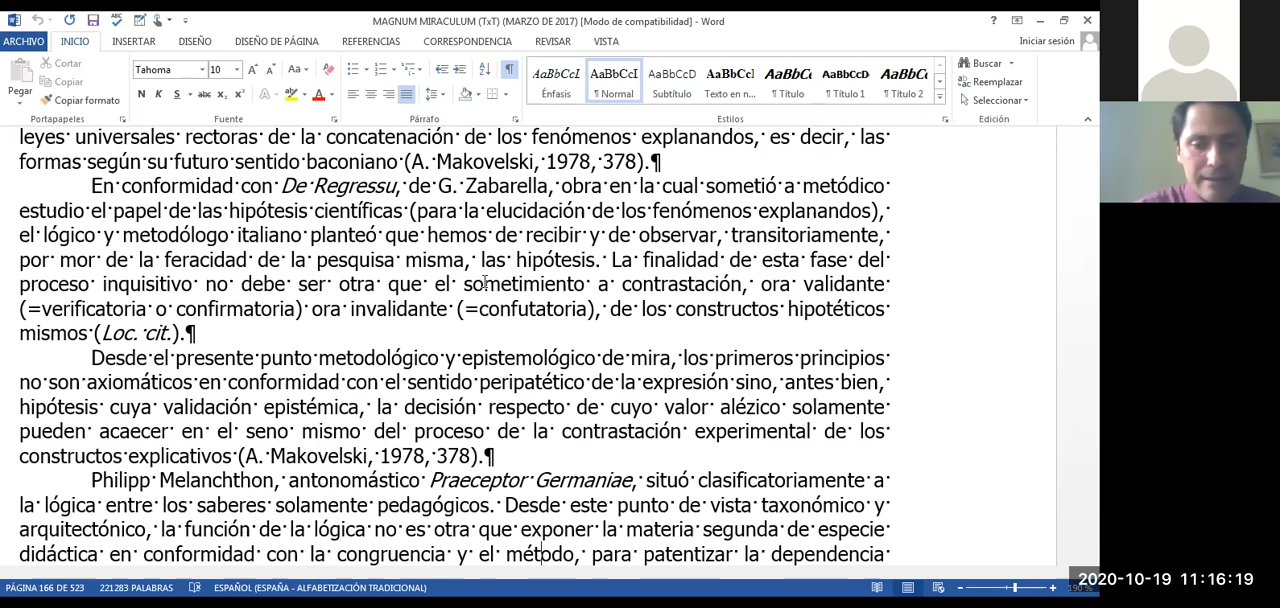 MAGNUM MIRACULUM (TxT) (MARZO DE 2017) [Modo de compatibilidad] - Word
ARCHIVO INICIO INSERTAR DISEÑO DISEÑO DE PÁGINA REFERENCIAS CORRESPONDENCIA REVISAR VISTA Iniciar sesión
Pegar
Cortar
Copiar
Copiar formato
Portapapeles
Tahoma 10
N K S abc x₂ x²
Fuente
Párrafo
AaBbCcI AaBbCcI AaBbCcD AaBbCcI AaBbC AaBbCcD AaBbC
Énfasis ¶ Normal Subtítulo Texto en n... ¶ Título ¶ Título 1 ¶ Título 2
Estilos
Buscar
Reemplazar
Seleccionar
Edición
leyes universales rectoras de la concatenación de los fenómenos explanandos, es decir, las
formas según su futuro sentido baconiano (A. Makovelski, 1978, 378).¶
En conformidad con De Regressu, de G. Zabarella, obra en la cual sometió a metódico
estudio el papel de las hipótesis científicas (para la elucidación de los fenómenos explanandos),
el lógico y metodólogo italiano planteó que hemos de recibir y de observar, transitoriamente,
por mor de la feracidad de la pesquisa misma, las hipótesis. La finalidad de esta fase del
proceso inquisitivo no debe ser otra que el sometimiento a contrastación, ora validante
(=verificatoria o confirmatoria) ora invalidante (=confutatoria), de los constructos hipotéticos
mismos (Loc. cit.).¶
Desde el presente punto metodológico y epistemológico de mira, los primeros principios
no son axiomáticos en conformidad con el sentido peripatético de la expresión sino, antes bien,
hipótesis cuya validación epistémica, la decisión respecto de cuyo valor alézico solamente
pueden acaecer en el seno mismo del proceso de la contrastación experimental de los
constructos explicativos (A. Makovelski, 1978, 378).¶
Philipp Melanchthon, antonomástico Praeceptor Germaniae, situó clasificatoriamente a
la lógica entre los saberes solamente pedagógicos. Desde este punto de vista taxonómico y
arquitectónico, la función de la lógica no es otra que exponer la materia segunda de especie
didáctica en conformidad con la congruencia y el método, para patentizar la dependencia
PÁGINA 166 DE 523 221283 PALABRAS ESPAÑOL (ESPAÑA - ALFABETIZACIÓN TRADICIONAL) 190 %
2020-10-19 11:16:19